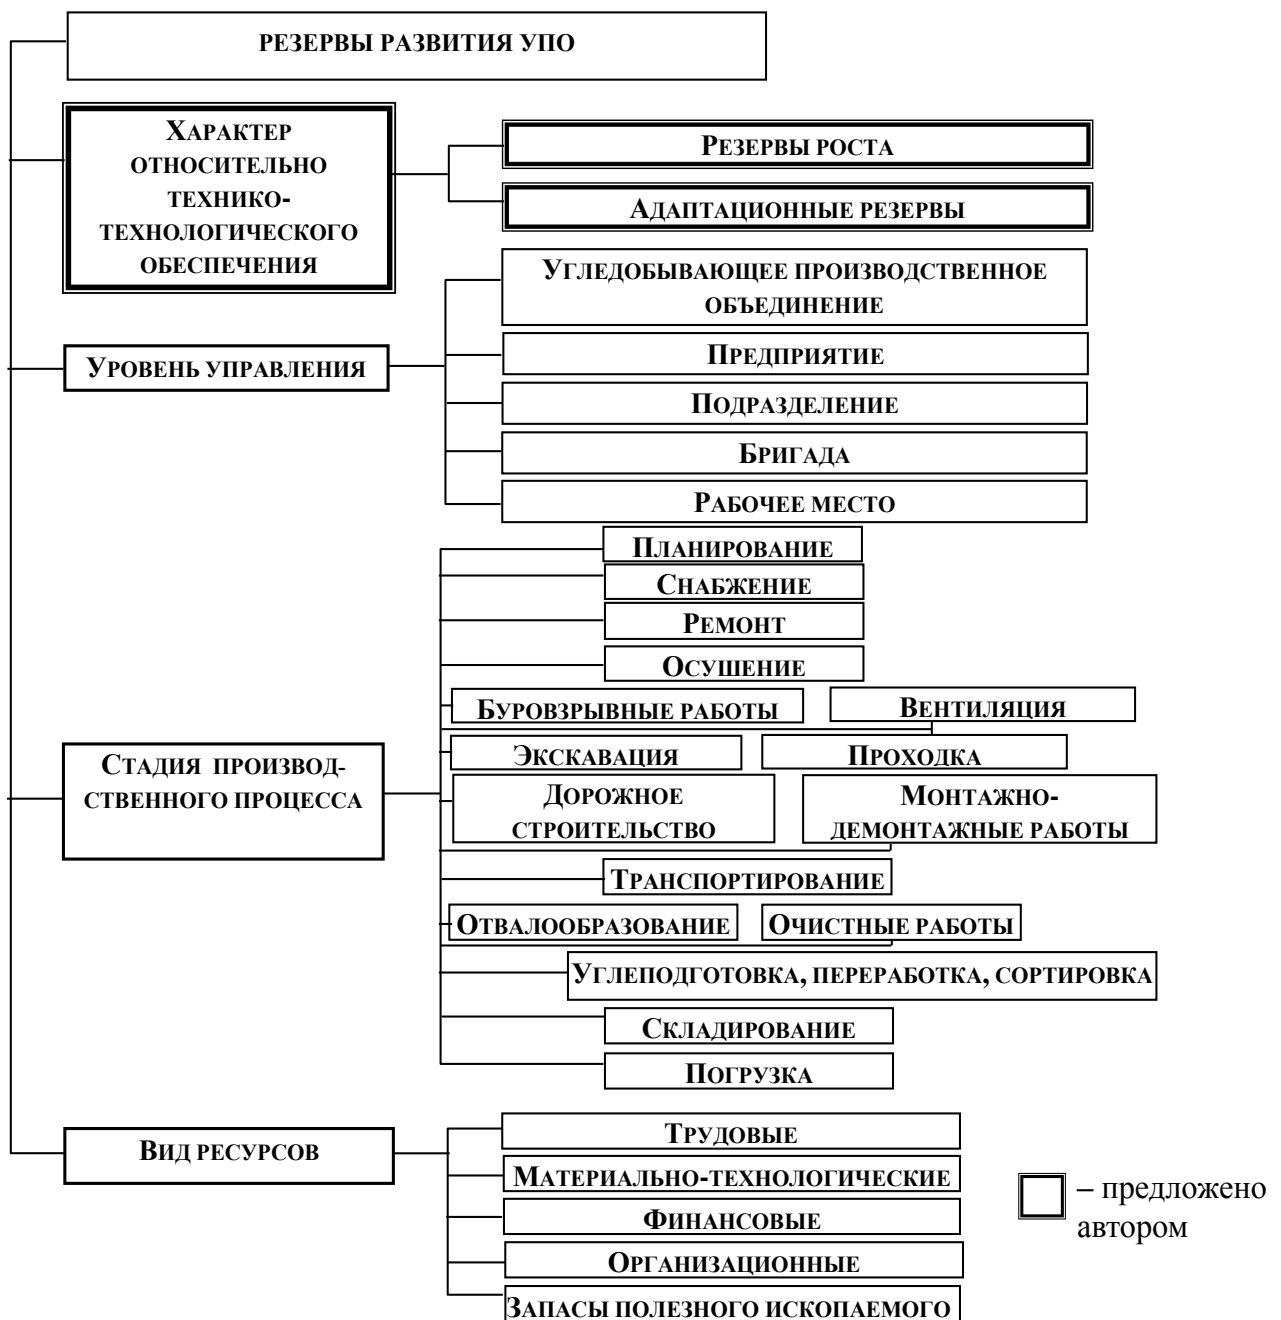 РЕЗЕРВЫ РАЗВИТИЯ УПО
ХАРАКТЕР
ОТНОСИТЕЛЬНО
ТЕХНИКО-
ТЕХНОЛОГИЧЕСКОГО
ОБЕСПЕЧЕНИЯ
РЕЗЕРВЫ РОСТА
АДАПТАЦИОННЫЕ РЕЗЕРВЫ
УРОВЕНЬ УПРАВЛЕНИЯ
УГЛЕДОБЫВАЮЩЕЕ ПРОИЗВОДСТВЕННОЕ
ОБЪЕДИНЕНИЕ
ПРЕДПРИЯТИЕ
ПОДРАЗДЕЛЕНИЕ
БРИГАДА
РАБОЧЕЕ МЕСТО
СТАДИЯ ПРОИЗВОД-
СТВЕННОГО ПРОЦЕССА
ПЛАНИРОВАНИЕ
СНАБЖЕНИЕ
РЕМОНТ
ОСУШЕНИЕ
БУРОВЗРЫВНЫЕ РАБОТЫ
ВЕНТИЛЯЦИЯ
ЭКСКАВАЦИЯ
ПРОХОДКА
ДОРОЖНОЕ
СТРОИТЕЛЬСТВО
МОНТАЖНО-
ДЕМОНТАЖНЫЕ РАБОТЫ
ТРАНСПОРТИРОВАНИЕ
ОТВАЛООБРАЗОВАНИЕ
ОЧИСТНЫЕ РАБОТЫ
УГЛЕПОДГОТОВКА, ПЕРЕРАБОТКА, СОРТИРОВКА
СКЛАДИРОВАНИЕ
ПОГРУЗКА
ВИД РЕСУРСОВ
ТРУДОВЫЕ
МАТЕРИАЛЬНО-ТЕХНОЛОГИЧЕСКИЕ
ФИНАНСОВЫЕ
ОРГАНИЗАЦИОННЫЕ
ЗАПАСЫ ПОЛЕЗНОГО ИСКОПАЕМОГО
– предложено
автором